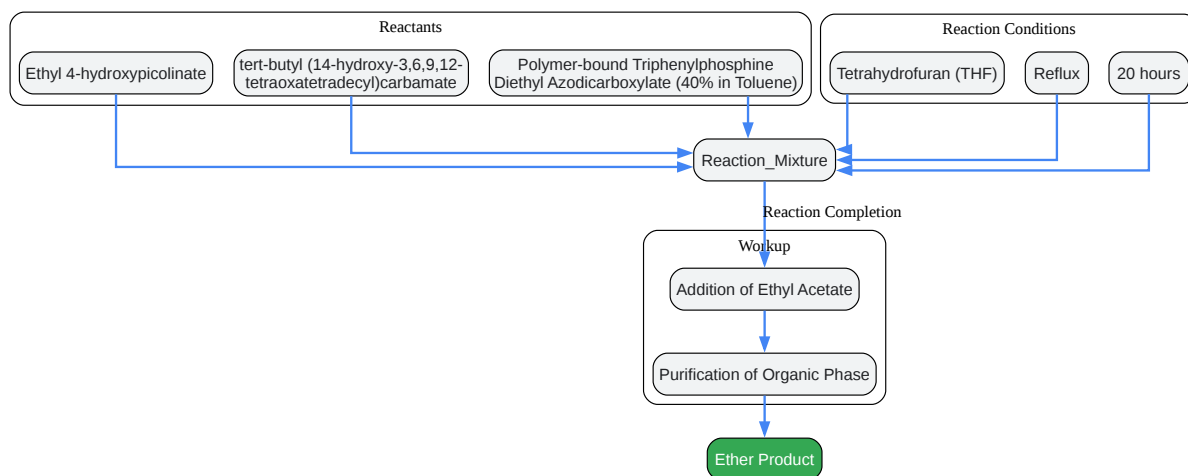 Reactants
Reaction Conditions
Ethyl 4-hydroxypicolinate
tert-butyl (14-hydroxy-3,6,9,12-
tetraoxatetradecyl)carbamate
Polymer-bound Triphenylphosphine
Diethyl Azodicarboxylate (40% in Toluene)
Tetrahydrofuran (THF)
Reflux
20 hours
Reaction_Mixture
Reaction Completion
Workup
Addition of Ethyl Acetate
Purification of Organic Phase
Ether Product